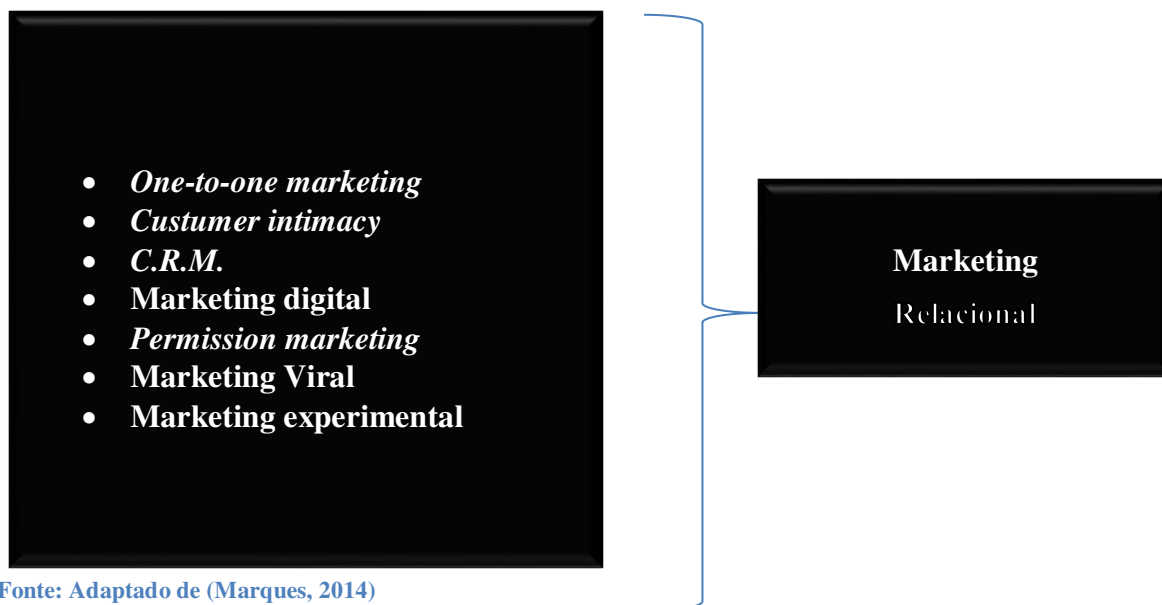 • One-to-one marketing
• Custumer intimacy
• C.R.M.
• Marketing digital
• Permission marketing
• Marketing Viral
• Marketing experimental
Marketing
Relacional
Fonte: Adaptado de (Marques, 2014)